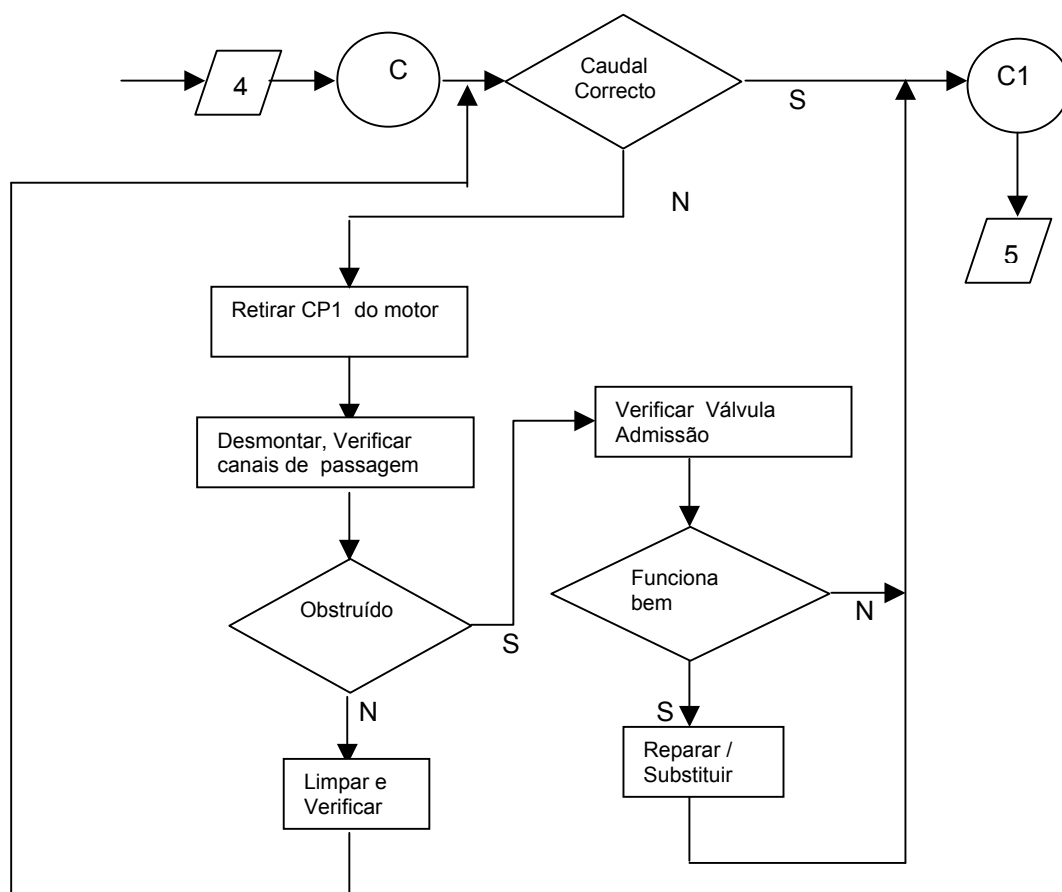 4
C
Caudal
Correcto
S
C1
N
5
Retirar CP1 do motor
Desmontar, Verificar
canais de passagem
Verificar Válvula
Admissão
Obstruído
S
Funciona
bem
N
N
S
Limpar e
Verificar
Reparar /
Substituir